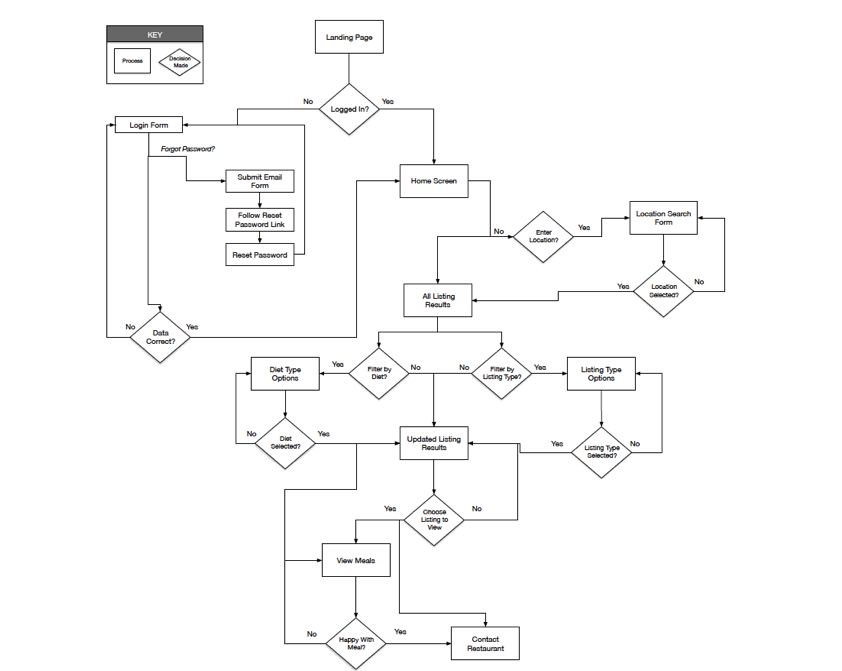 KEY
Process
Decision
Made
Landing Page
Logged In?
No
Yes
Login Form
Forgot Password?
Submit Email
Form
Follow Reset
Password Link
Reset Password
Home Screen
No
Enter
Location?
Yes
Location Search
Form
Location
Selected?
Yes
No
All Listing
Results
No
Data
Correct?
Yes
Diet Type
Options
Yes
Filter by
Diet?
No
No
Filter by
Listing Type?
Yes
Listing Type
Options
No
Diet
Selected?
Yes
Updated Listing
Results
Yes
Listing Type
Selected?
No
Yes
Choose
Listing to
View
No
View Meals
No
Happy With
Meal?
Yes
Contact
Restaurant